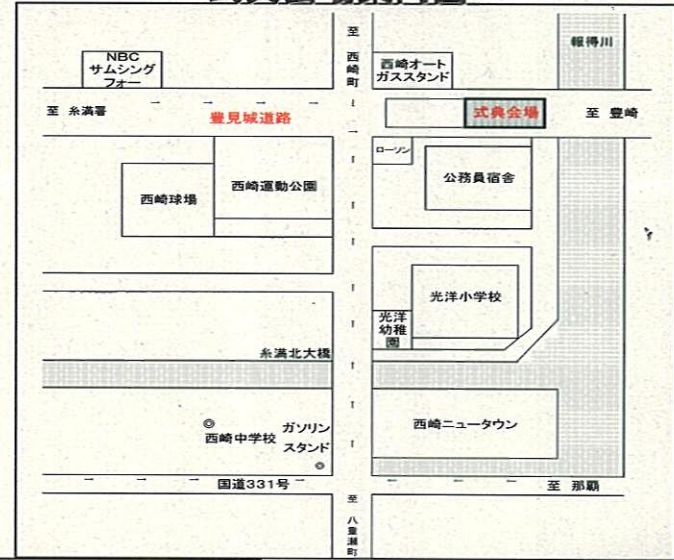 至
西
崎
町
報得川
NBC
サムシング
フォー
西崎オート
ガススタンド
至 糸満署
豊見城道路
式典会場
至 豊崎
ローソン
西崎球場
西崎運動公園
公務員宿舎
光洋小学校
光洋
幼稚
園
糸満北大橋
西崎中学校
ガソリン
スタンド
西崎ニュータウン
国道331号
至 那覇
至
八
重
瀬
町